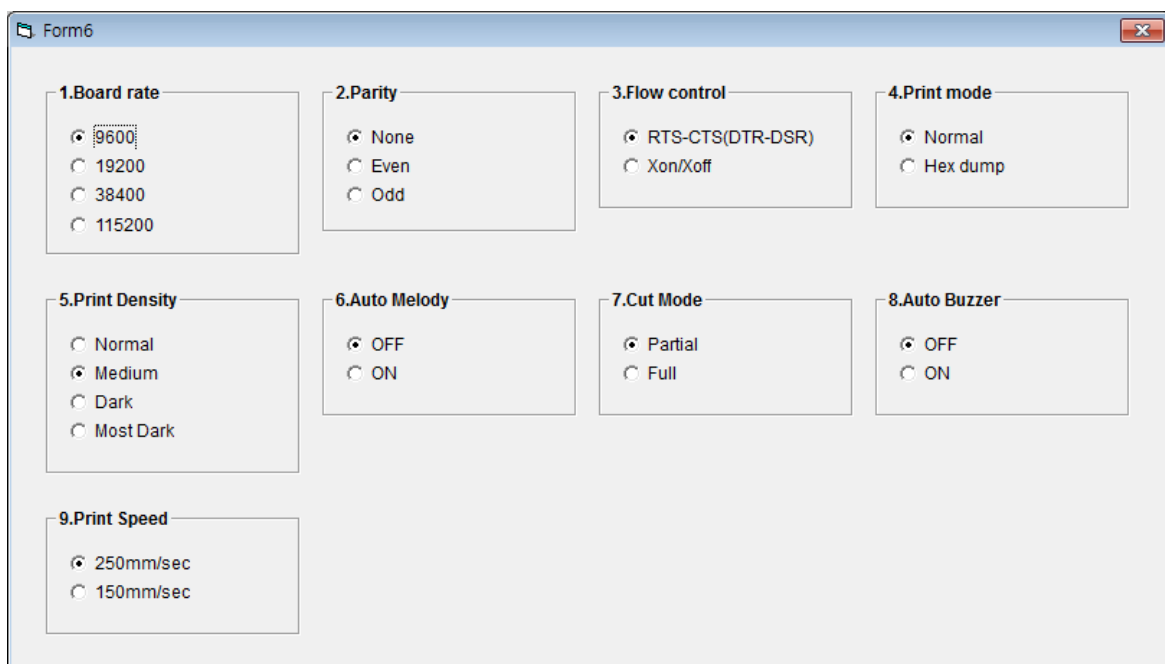 Form6
1.Board rate
9600
19200
38400
115200
2.Parity
None
Even
Odd
3.Flow control
RTS-CTS(DTR-DSR)
Xon/Xoff
4.Print mode
Normal
Hex dump
5.Print Density
Normal
Medium
Dark
Most Dark
6.Auto Melody
OFF
ON
7.Cut Mode
Partial
Full
8.Auto Buzzer
OFF
ON
9.Print Speed
250mm/sec
150mm/sec